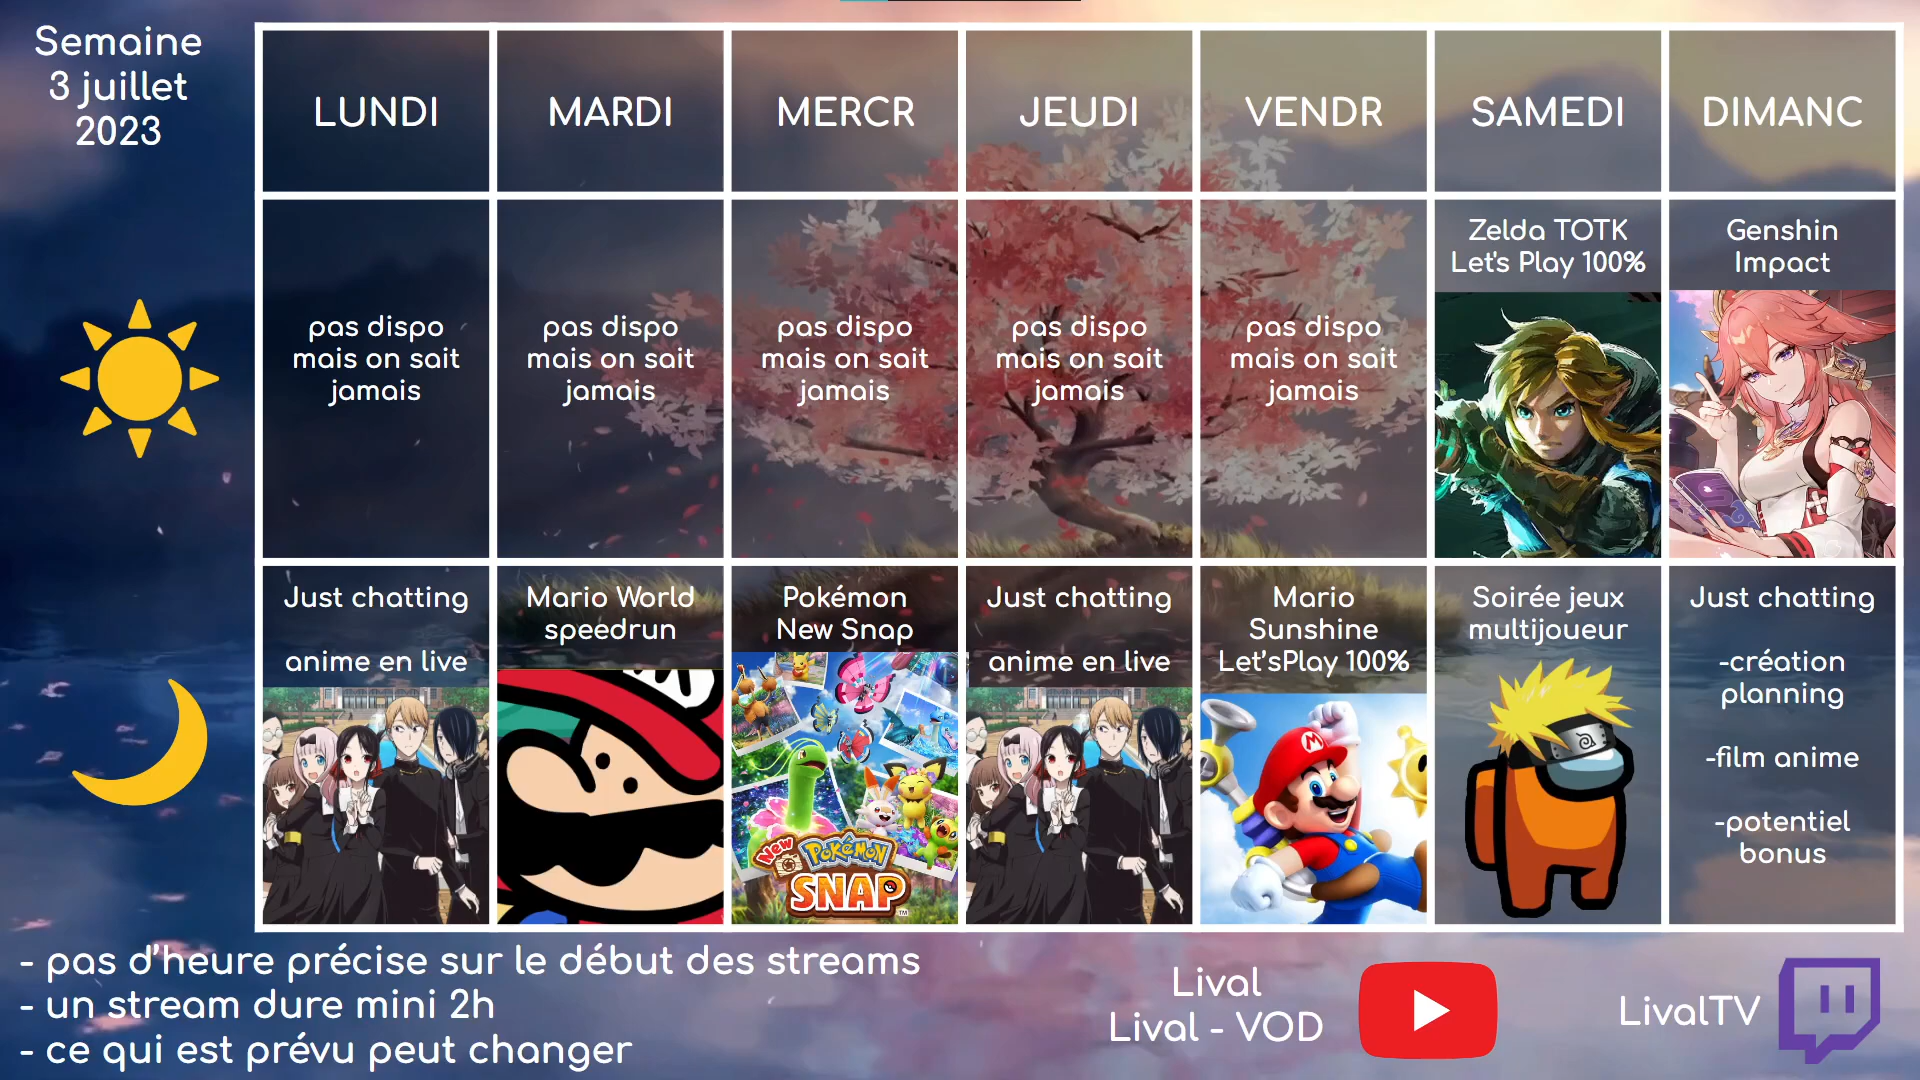 Semaine
3 juillet
2023
LUNDI
MARDI
MERCR
JEUDI
VENDR
SAMEDI
DIMANC
pas dispo
mais on sait
jamais
pas dispo
mais on sait
jamais
pas dispo
mais on sait
jamais
pas dispo
mais on sait
jamais
pas dispo
mais on sait
jamais
Zelda TOTK
Let's Play 100%
Genshin
Impact
Just chatting
anime en live
Mario World
speedrun
Pokémon
New Snap
New
POKéMON
SNAP
TM
Just chatting
anime en live
Mario
Sunshine
Let'sPlay 100%
M
Soirée jeux
multijoueur
Just chatting
-création
planning
-film anime
-potentiel
bonus
- pas d'heure précise sur le début des streams
- un stream dure mini 2h
- ce qui est prévu peut changer
Lival
Lival - VOD
LivalTV